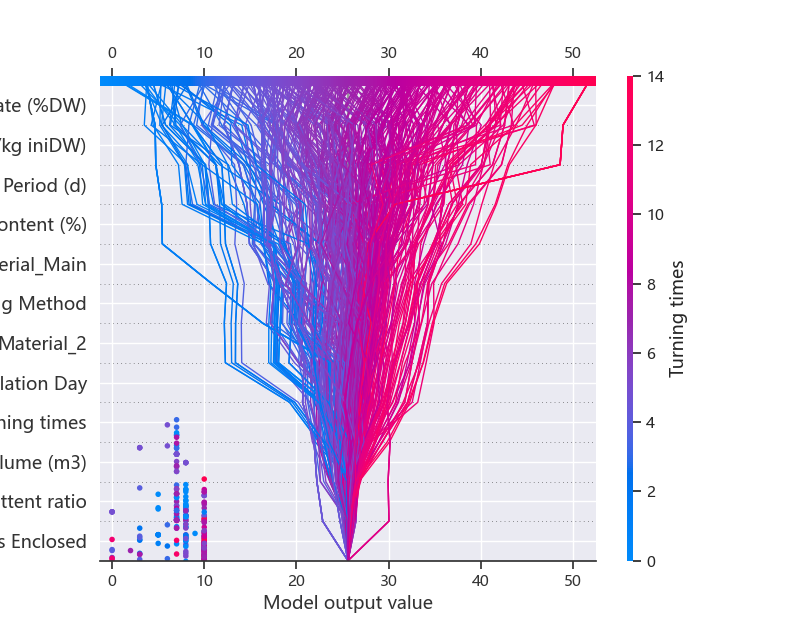 0 10 20 30 40 50
14
ate (%DW)
/kg iniDW)
12
Period (d)
10
ontent (%)
erial_Main
8
g Method
Turning times
Material_2
6
lation Day
4
ning times
lume (m3)
2
ttent ratio
s Enclosed
0
0 10 20 30 40 50
Model output value